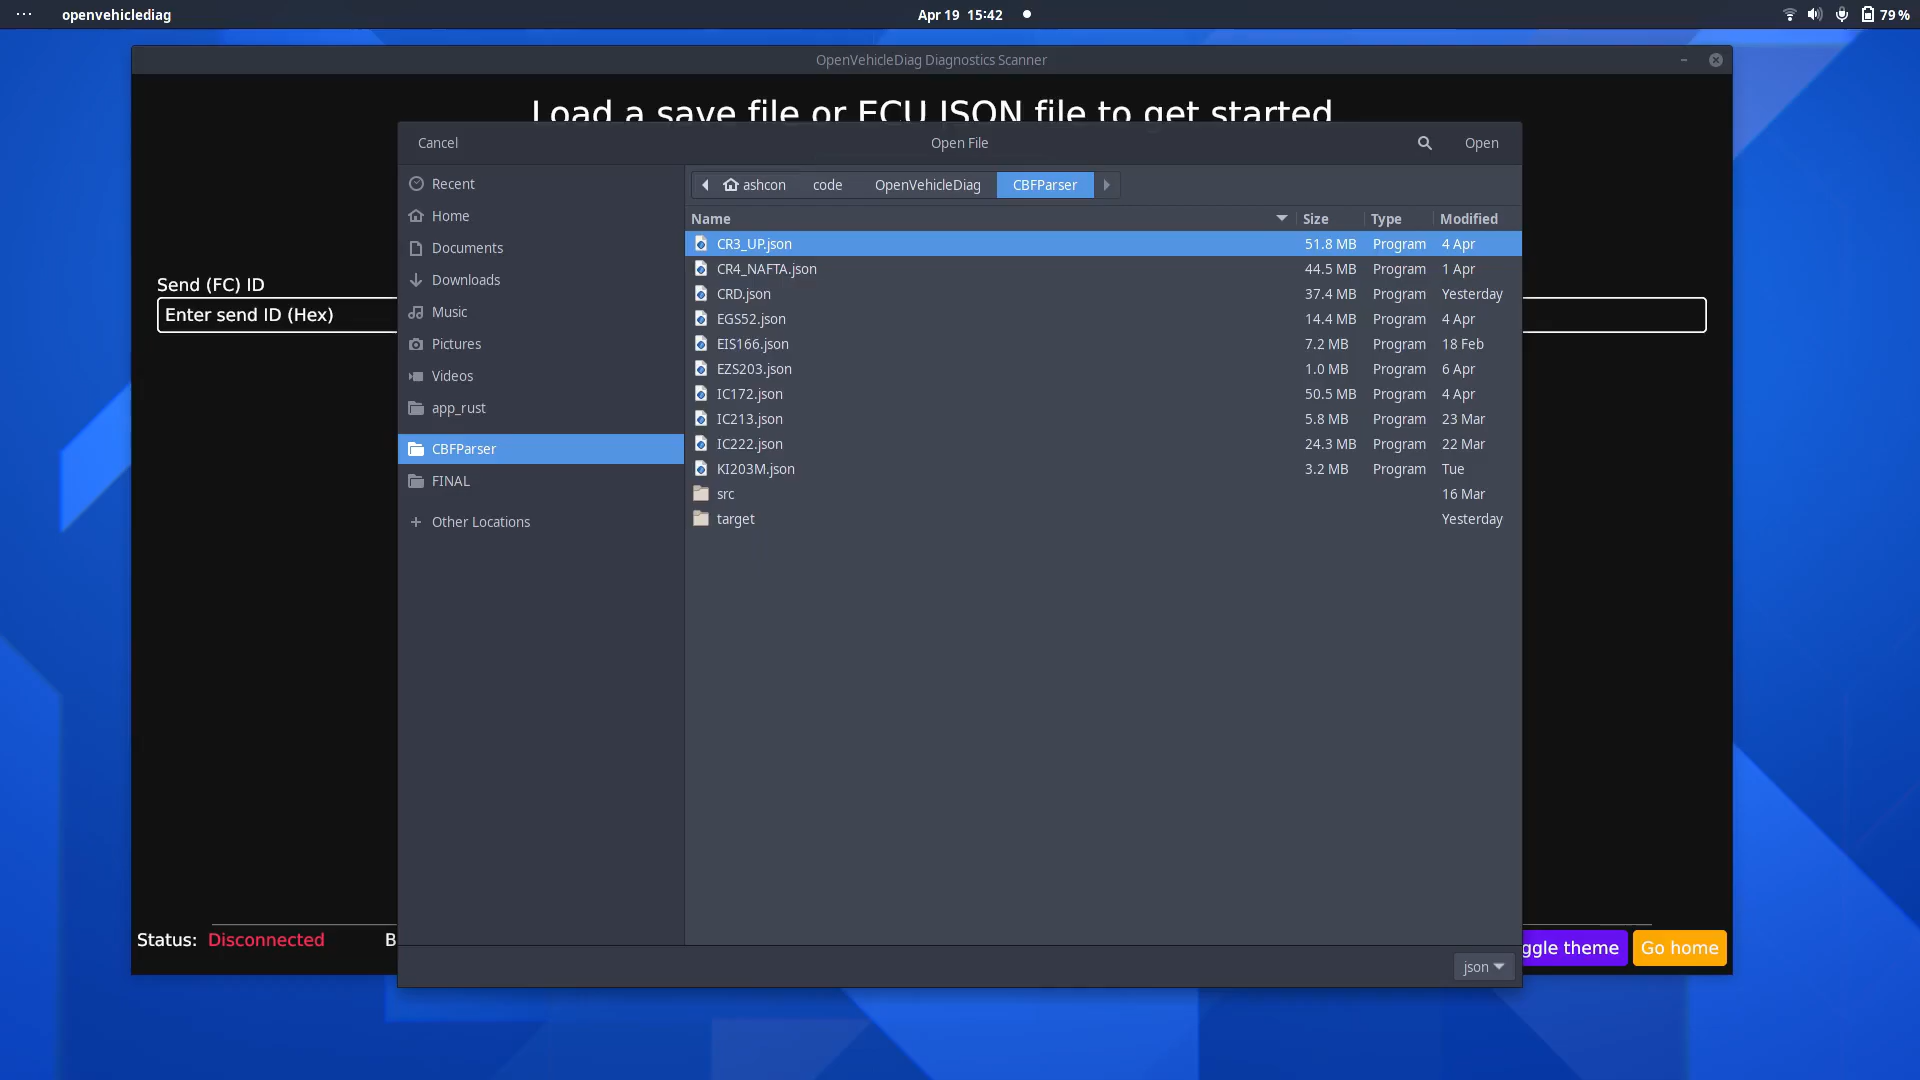 openvehiclediag
Apr 19 15:42
79 %
OpenVehicleDiag Diagnostics Scanner
Load a save file or ECU JSON file to get started
Cancel
Open File
Open
Recent
Home
Documents
Downloads
Music
Pictures
Videos
app_rust
CBFParser
FINAL
Other Locations
ashcon code OpenVehicleDiag CBFParser
Name Size Type Modified
CR3_UP.json 51.8 MB Program 4 Apr
CR4_NAFTA.json 44.5 MB Program 1 Apr
CRD.json 37.4 MB Program Yesterday
EGS52.json 14.4 MB Program 4 Apr
EIS166.json 7.2 MB Program 18 Feb
EZS203.json 1.0 MB Program 6 Apr
IC172.json 50.5 MB Program 4 Apr
IC213.json 5.8 MB Program 23 Mar
IC222.json 24.3 MB Program 22 Mar
KI203M.json 3.2 MB Program Tue
src 16 Mar
target Yesterday
json
Send (FC) ID
Enter send ID (Hex)
Status: Disconnected B
ggle theme
Go home